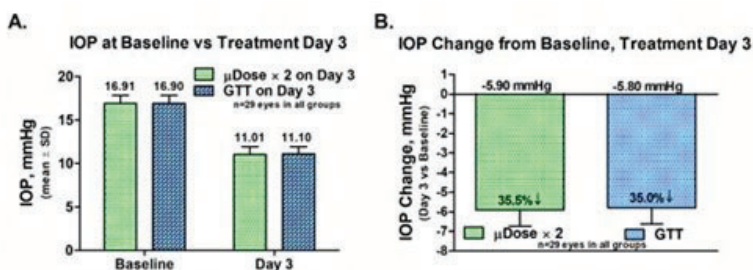 A.
IOP at Baseline vs Treatment Day 3
20
15
10
5
0
IOP, mmHg
(mean ± SD)
16.91
16.90
11.01
11.10
μDose × 2 on Day 3
GTT on Day 3
n=29 eyes in all groups
Baseline
Day 3
B.
IOP Change from Baseline, Treatment Day 3
1
0
-1
-2
-3
-4
-5
-6
-7
-8
IOP Change, mmHg
(Day 3 vs Baseline)
-5.90 mmHg
-5.80 mmHg
35.5%↓
35.0%↓
μDose × 2
GTT
n=29 eyes in all groups